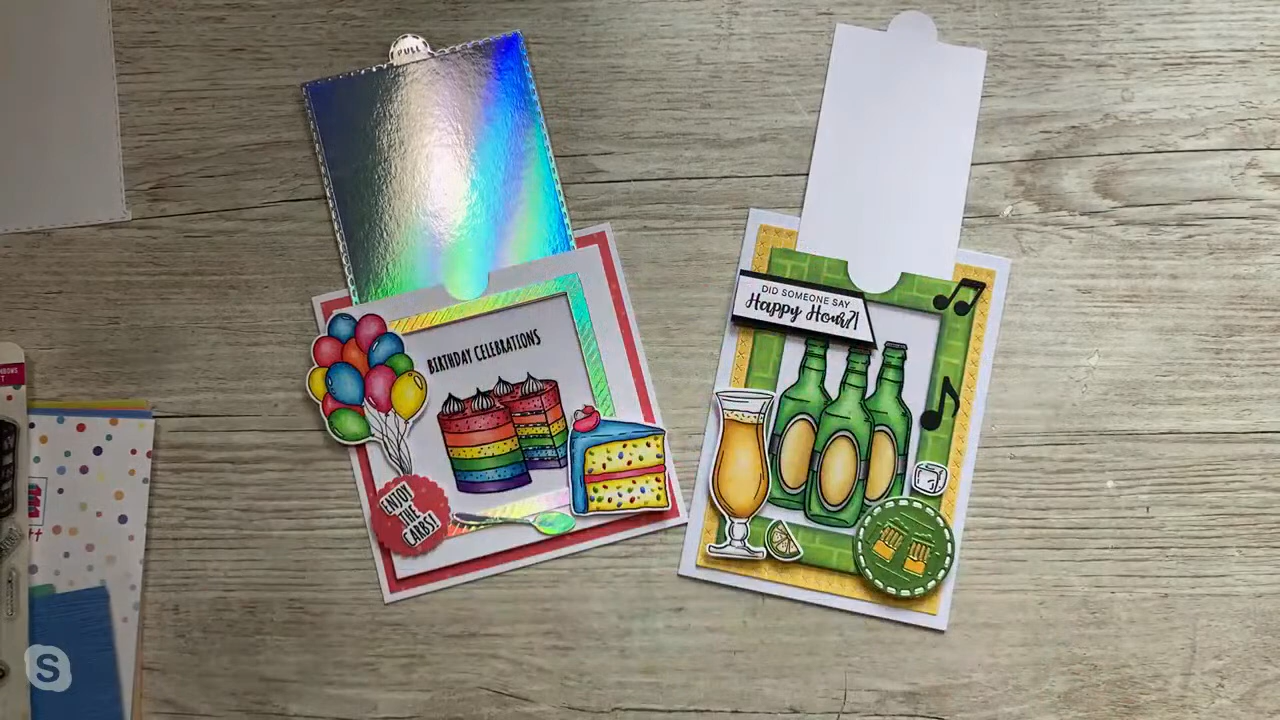 PULL
BIRTHDAY CELEBRATIONS
ENJOY
THE
CARBS!
DID SOMEONE SAY
Happy Hour?!
S